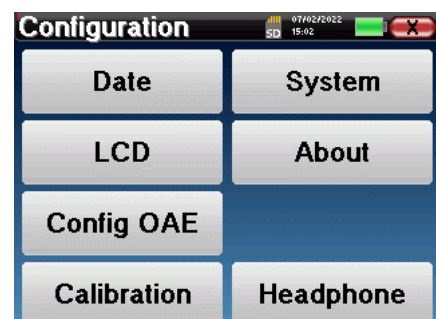 Configuration
SD
07/02/2022
15:02
X
Date
System
LCD
About
Config OAE
Calibration
Headphone